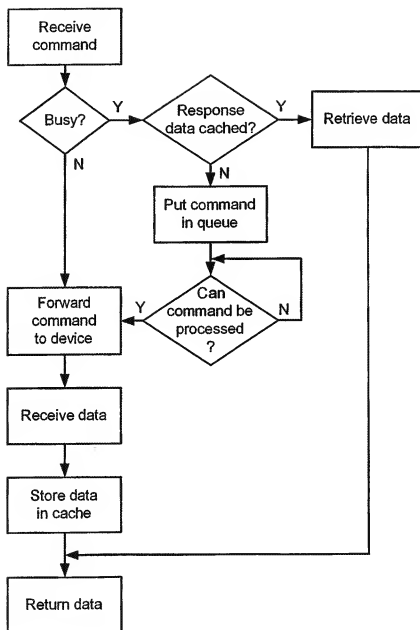 Receive
command
Busy?
Y
N
Response
data cached?
Y
N
Retrieve data
Put command
in queue
Can
command be
processed
?
Y
N
Forward
command
to device
Receive data
Store data
in cache
Return data